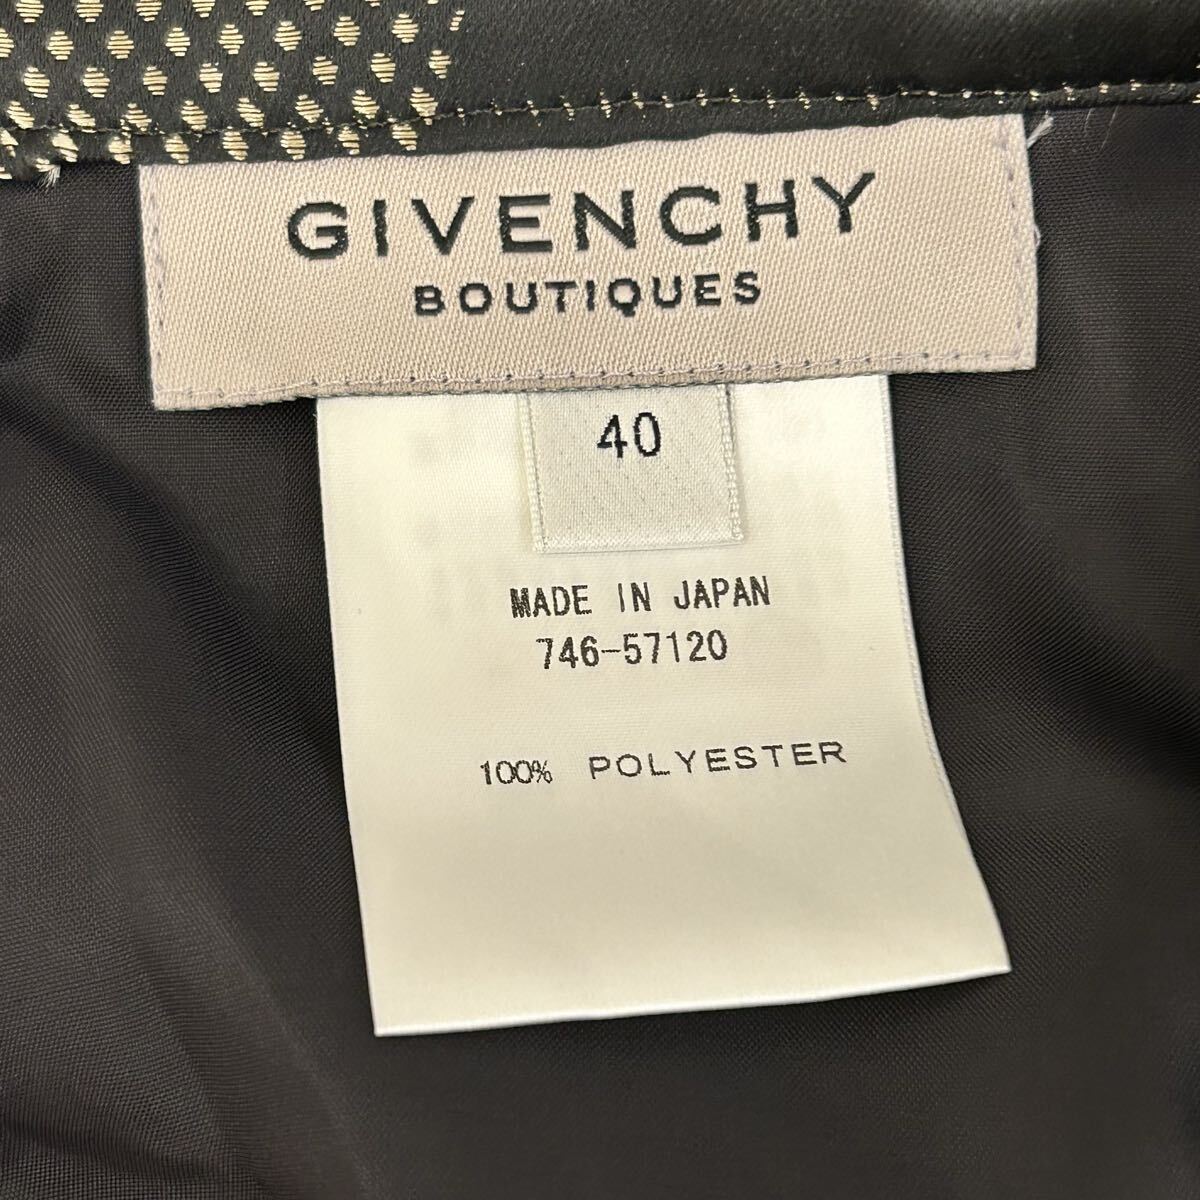 GIVENCHY
BOUTIQUES
40
MADE IN JAPAN
746-57120
100% POLYESTER